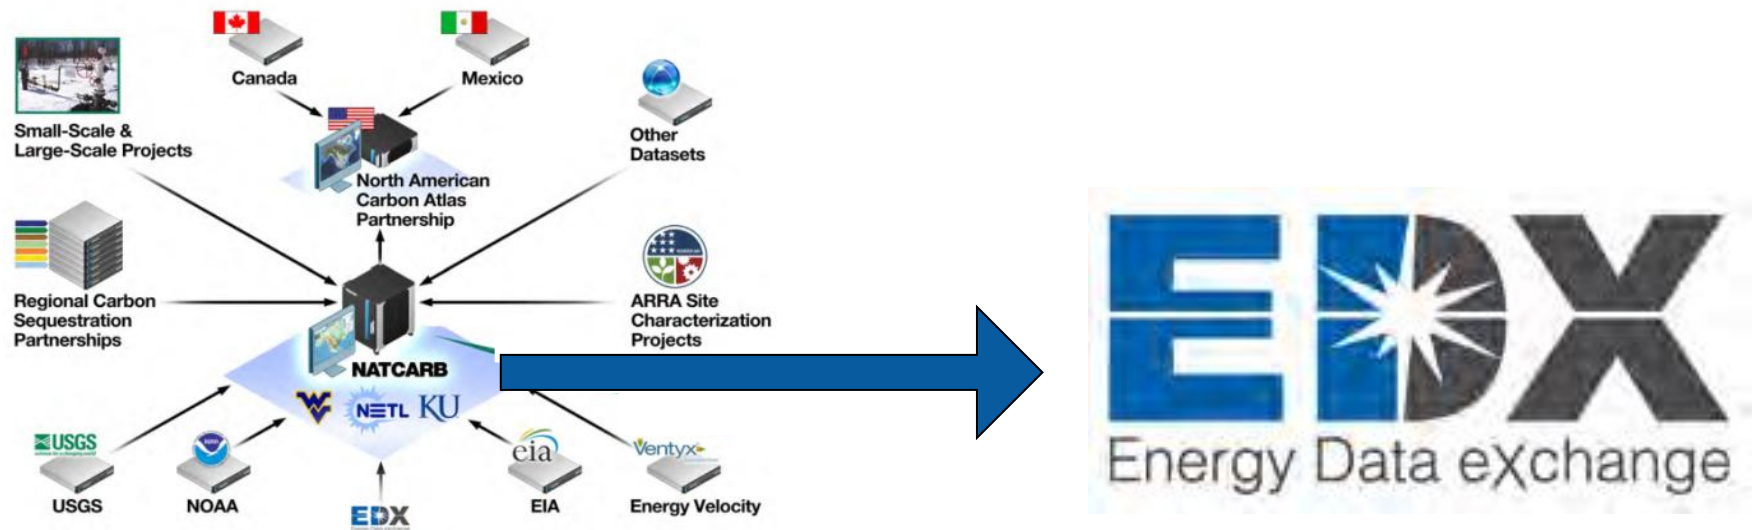 Canada
Mexico
Small-Scale &
Large-Scale Projects
Other
Datasets
North American
Carbon Atlas
Partnership
Regional Carbon
Sequestration
Partnerships
ARRA Site
Characterization
Projects
NATCARB
NETL
KU
USGS
USGS
NOAA
eia
EIA
Ventyx
Energy Velocity
EDX
EDX
Energy Data eXchange